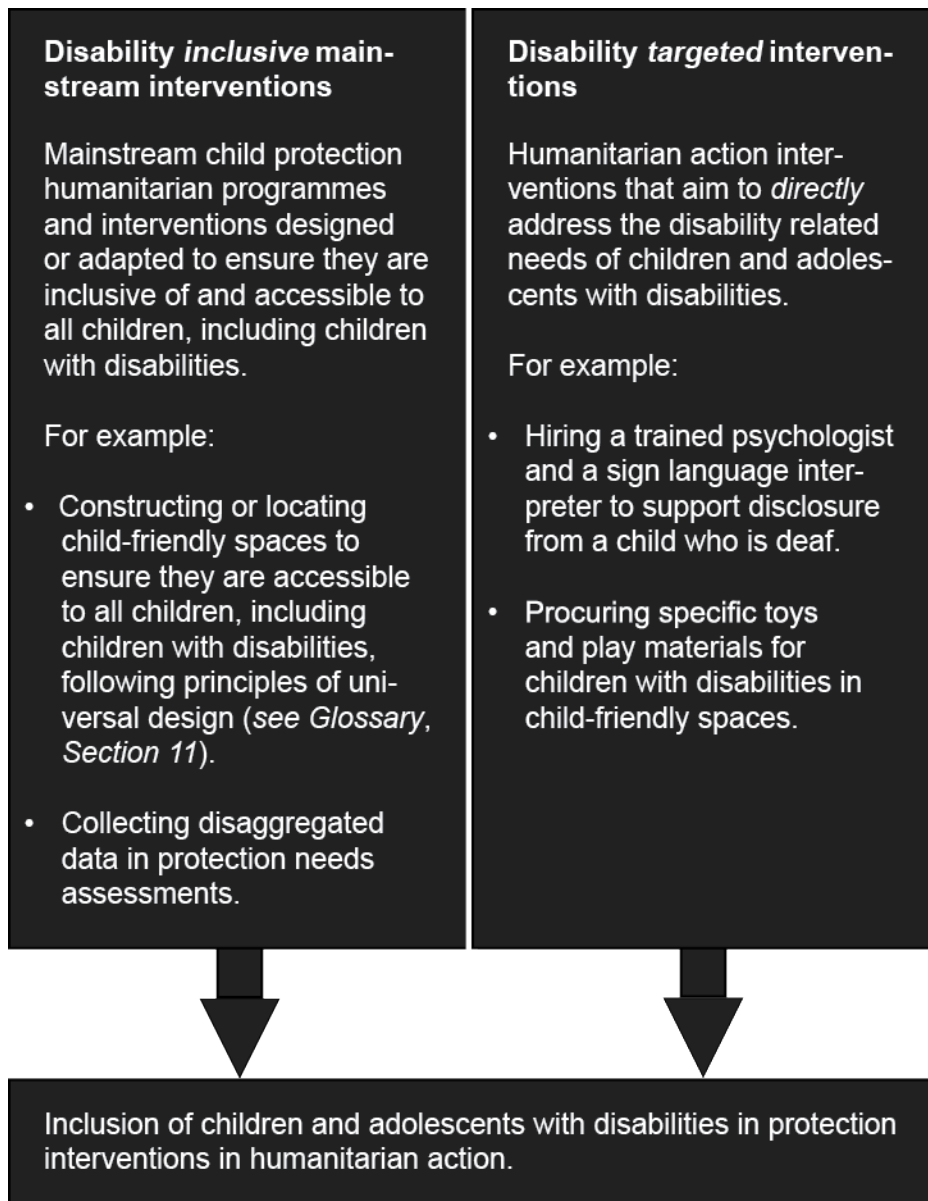 Disability inclusive main-
stream interventions
Mainstream child protection
humanitarian programmes
and interventions designed
or adapted to ensure they are
inclusive of and accessible to
all children, including children
with disabilities.
For example:
• Constructing or locating
child-friendly spaces to
ensure they are accessible
to all children, including
children with disabilities,
following principles of uni-
versal design (see Glossary,
Section 11).
• Collecting disaggregated
data in protection needs
assessments.
Disability targeted interven-
tions
Humanitarian action inter-
ventions that aim to directly
address the disability related
needs of children and adoles-
cents with disabilities.
For example:
• Hiring a trained psychologist
and a sign language inter-
preter to support disclosure
from a child who is deaf.
• Procuring specific toys
and play materials for
children with disabilities in
child-friendly spaces.
Inclusion of children and adolescents with disabilities in protection
interventions in humanitarian action.